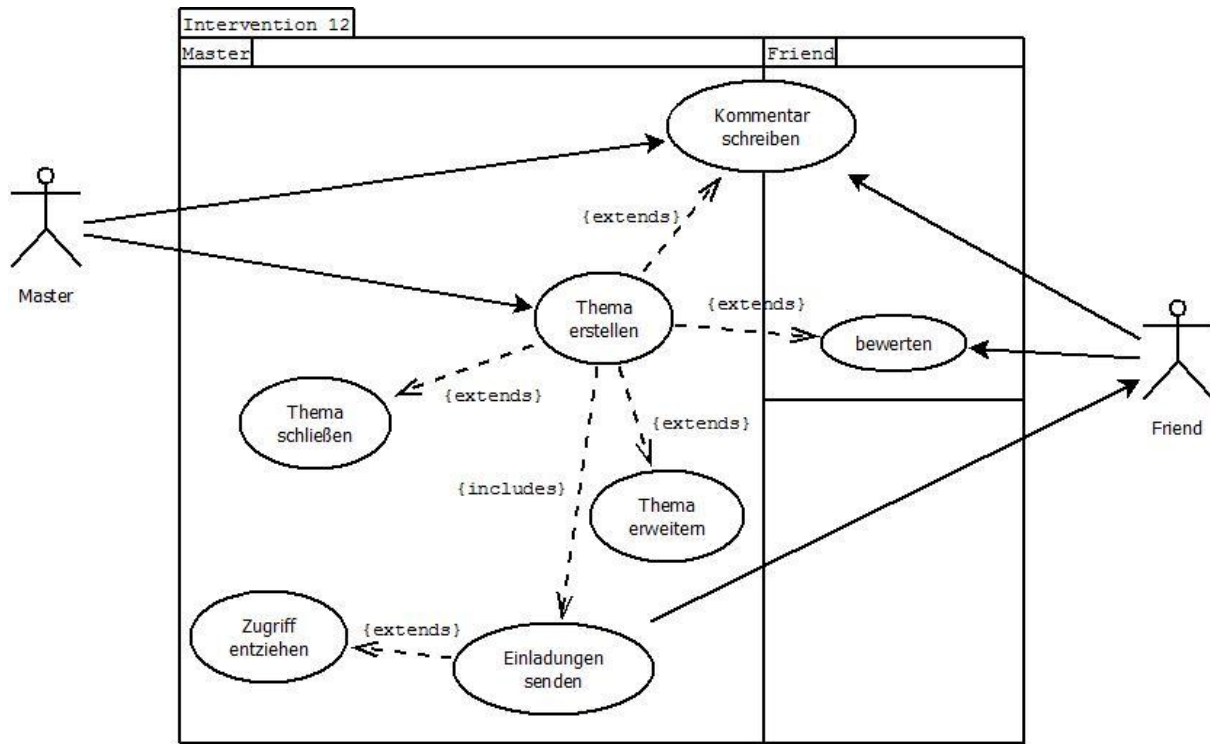 Intervention 12
Master
Friend
Kommentar
schreiben
{extends}
Master
Thema
erstellen
{extends}
bewerten
Thema
schließen
{extends}
{extends}
Friend
{includes}
Thema
erweitern
Zugriff
entziehen
{extends}
Einladungen
senden